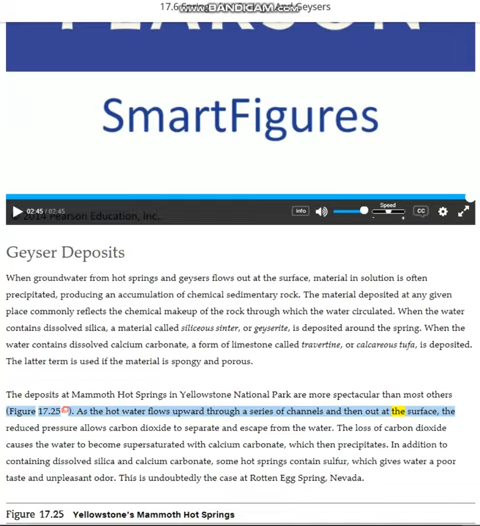 17.6 Springs And Geysers
WWW.BANDICAM.COM
PEARSON
SmartFigures
02:45 / 02:45
info
Speed
- +
CC
© 2014 Pearson Education, Inc.
Geyser Deposits
When groundwater from hot springs and geysers flows out at the surface, material in solution is often
precipitated, producing an accumulation of chemical sedimentary rock. The material deposited at any given
place commonly reflects the chemical makeup of the rock through which the water circulated. When the water
contains dissolved silica, a material called siliceous sinter, or geyserite, is deposited around the spring. When the
water contains dissolved calcium carbonate, a form of limestone called travertine, or calcareous tufa, is deposited.
The latter term is used if the material is spongy and porous.
The deposits at Mammoth Hot Springs in Yellowstone National Park are more spectacular than most others
(Figure 17.25). As the hot water flows upward through a series of channels and then out at the surface, the
reduced pressure allows carbon dioxide to separate and escape from the water. The loss of carbon dioxide
causes the water to become supersaturated with calcium carbonate, which then precipitates. In addition to
containing dissolved silica and calcium carbonate, some hot springs contain sulfur, which gives water a poor
taste and unpleasant odor. This is undoubtedly the case at Rotten Egg Spring, Nevada.
Figure 17.25 Yellowstone's Mammoth Hot Springs